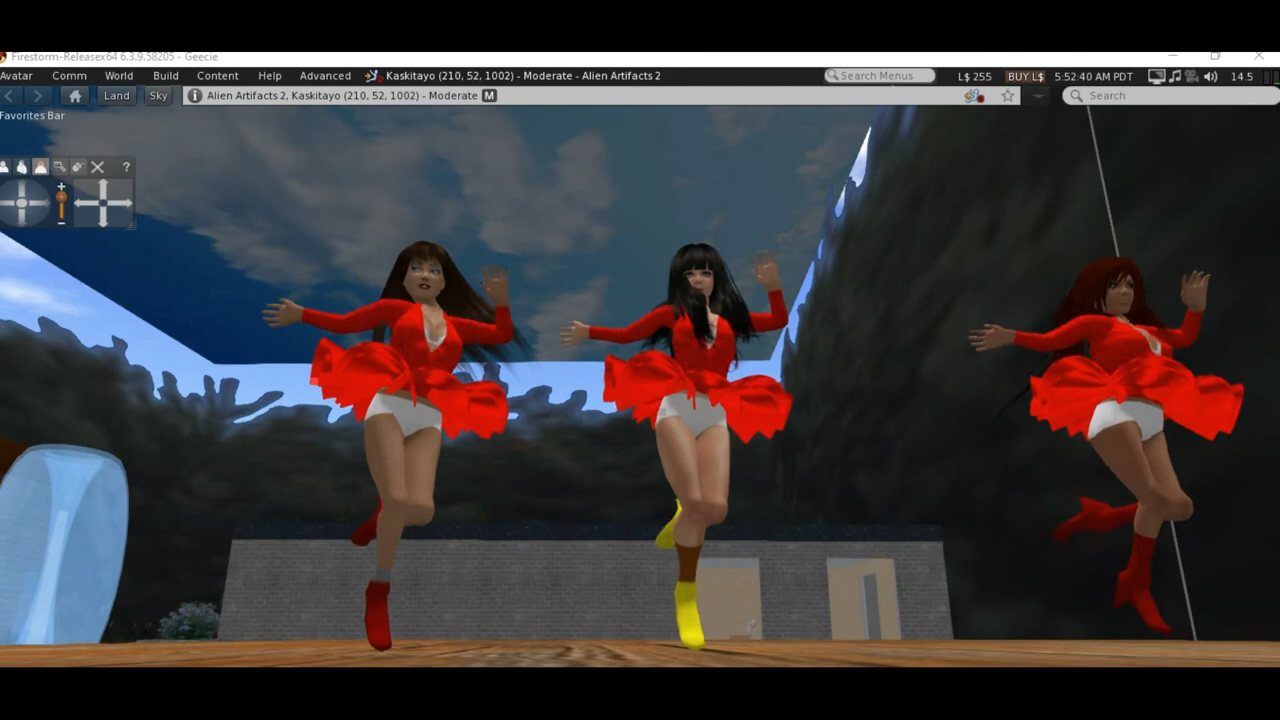 Firestorm-Releasex64 6.3.9.58205 - Geecie
Avatar Comm World Build Content Help Advanced Kaskitayo (210, 52, 1002) - Moderate - Alien Artifacts 2 Search Menus L$ 255 BUY L$ 5:52:40 AM PDT 14.5
Land Sky Alien Artifacts 2, Kaskitayo (210, 52, 1002) - Moderate M Search
Favorites Bar
?